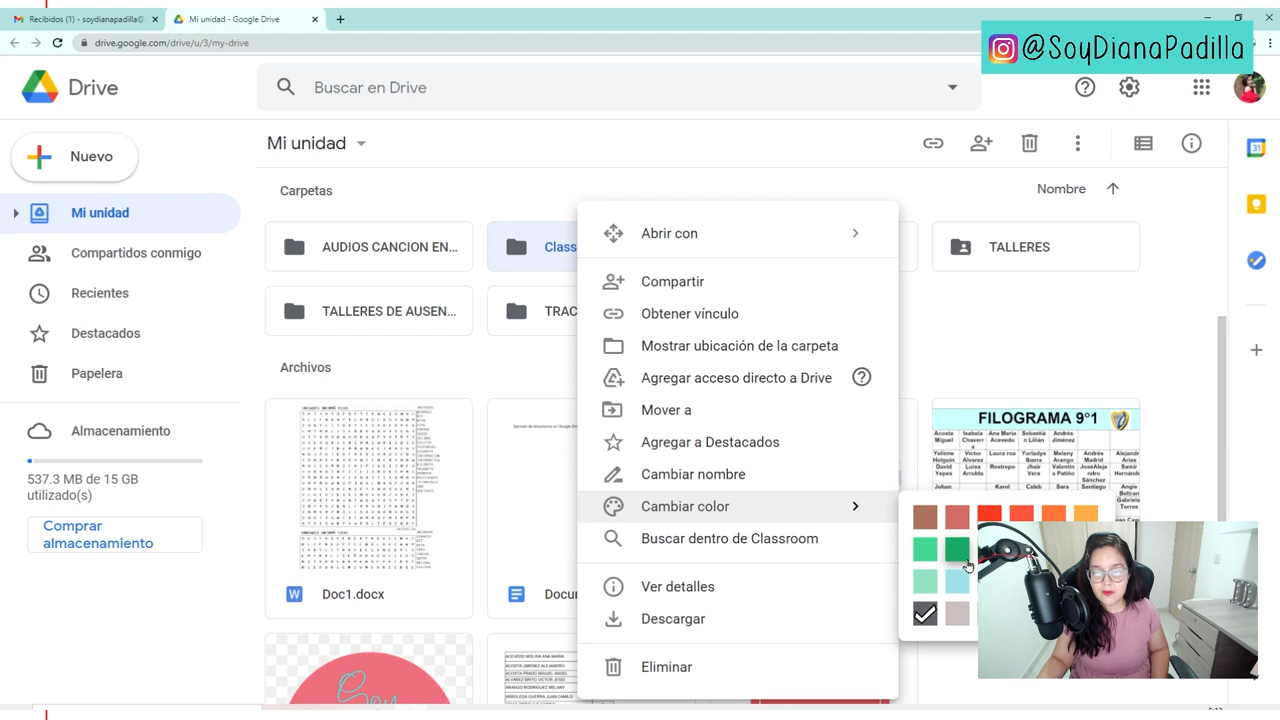 Recibidos (1) - soydianapadilla@
Mi unidad - Google Drive
drive.google.com/drive/u/3/my-drive
@SoyDianaPadilla
Drive
Buscar en Drive
Nuevo
Mi unidad
Compartidos conmigo
Recientes
Destacados
Papelera
Almacenamiento
537.3 MB de 15 GB
utilizado(s)
Comprar
almacenamiento
Mi unidad
Carpetas
Nombre
AUDIOS CANCION EN...
Class
TALLERES
TALLERES DE AUSEN...
TRAC
Archivos
Abrir con
Compartir
Obtener vínculo
Mostrar ubicación de la carpeta
Agregar acceso directo a Drive
Mover a
Agregar a Destacados
Cambiar nombre
Cambiar color
Buscar dentro de Classroom
Ver detalles
Descargar
Eliminar
Doc1.docx
Docu
FILOGRAMA 9°1
31
Soy